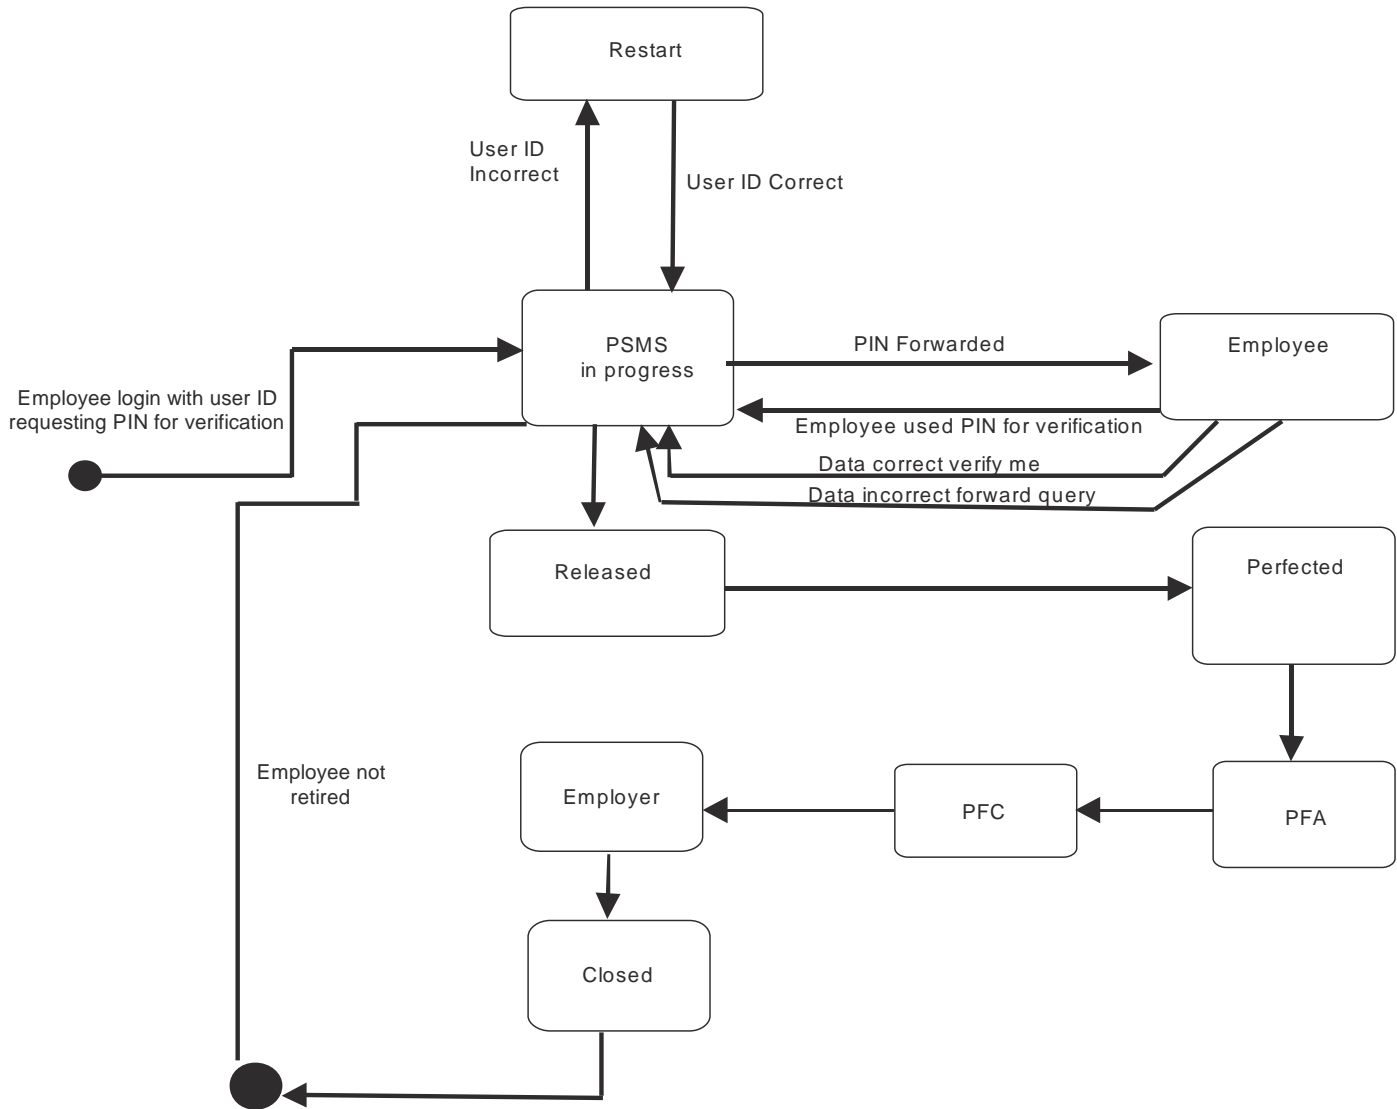 Restart
User ID
Incorrect
User ID Correct
PSMS
in progress
PIN Forwarded
Employee
Employee login with user ID
requesting PIN for verification
Employee used PIN for verification
Data correct verify me
Data incorrect forward query
Released
Perfected
Employee not
retired
Employer
PFC
PFA
Closed